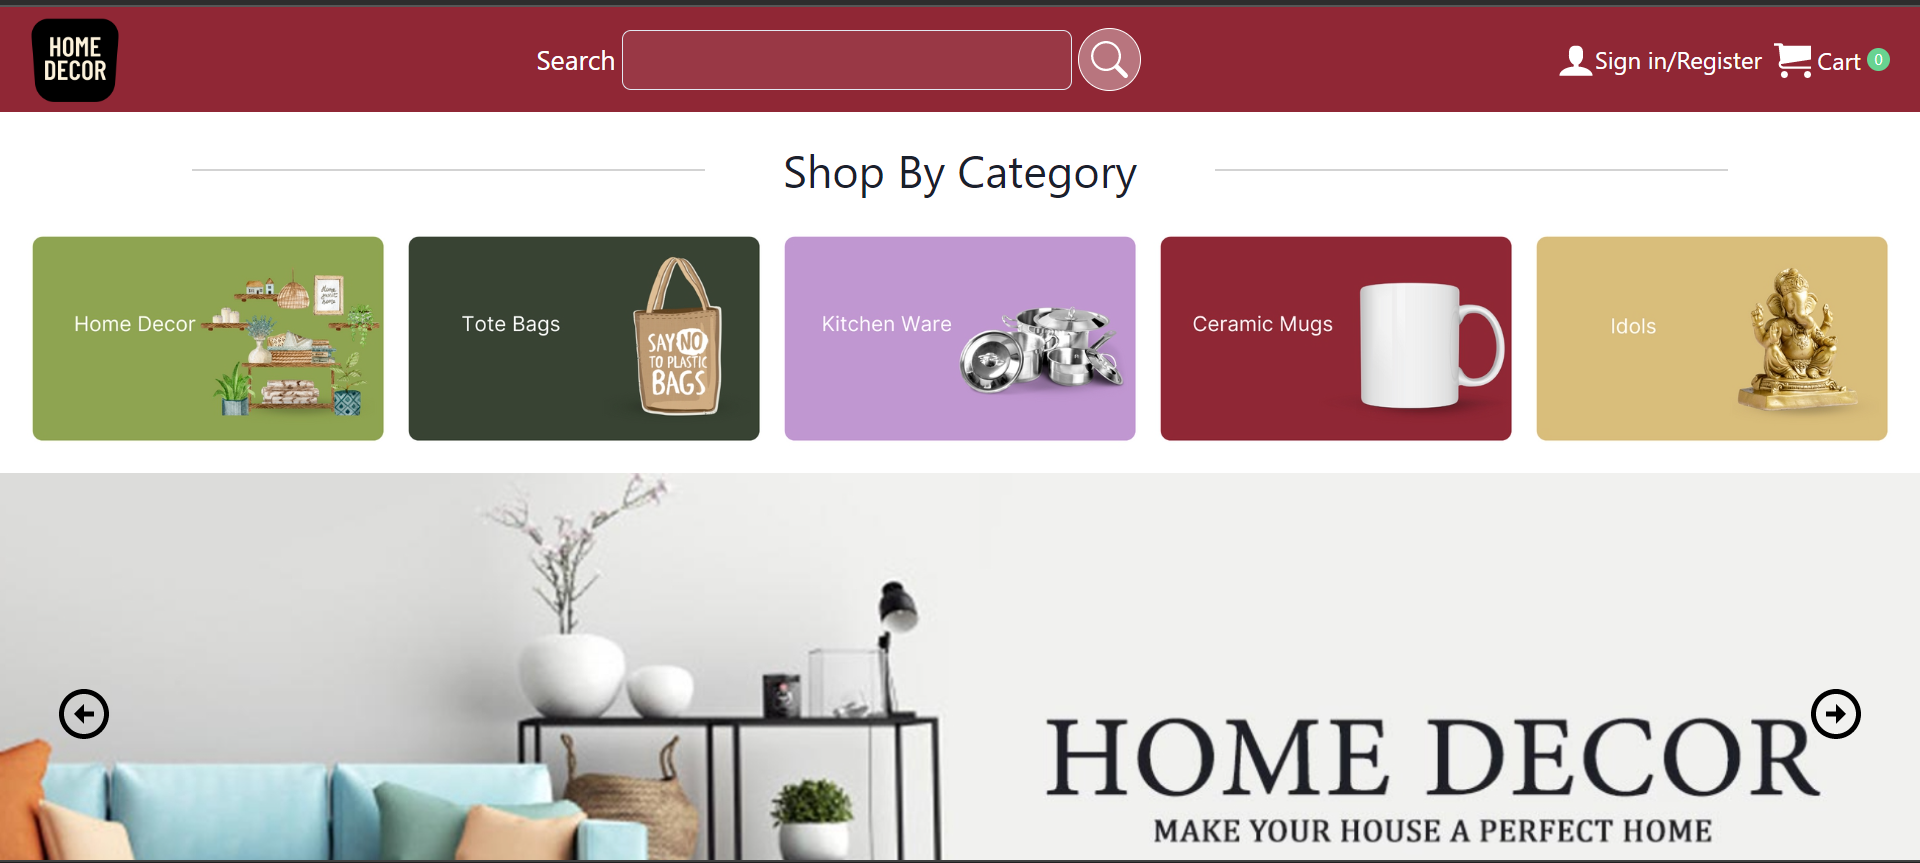 HOME
DECOR
Search
Sign in/Register
Cart 0
Shop By Category
Home Decor
Tote Bags
SAY NO
TO PLASTIC
BAGS
Kitchen Ware
Ceramic Mugs
Idols
HOME DECOR
MAKE YOUR HOUSE A PERFECT HOME